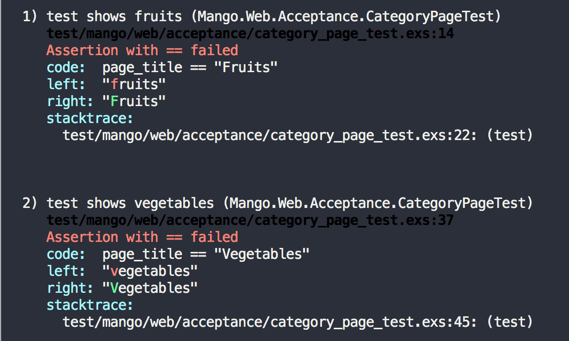 1) test shows fruits (Mango.Web.Acceptance.CategoryPageTest)
test/mango/web/acceptance/category_page_test.exs:14
Assertion with == failed
code:  page_title == "Fruits"
left:  "fruits"
right: "Fruits"
stacktrace:
test/mango/web/acceptance/category_page_test.exs:22: (test)
2) test shows vegetables (Mango.Web.Acceptance.CategoryPageTest)
test/mango/web/acceptance/category_page_test.exs:37
Assertion with == failed
code:  page_title == "Vegetables"
left:  "vegetables"
right: "Vegetables"
stacktrace:
test/mango/web/acceptance/category_page_test.exs:45: (test)